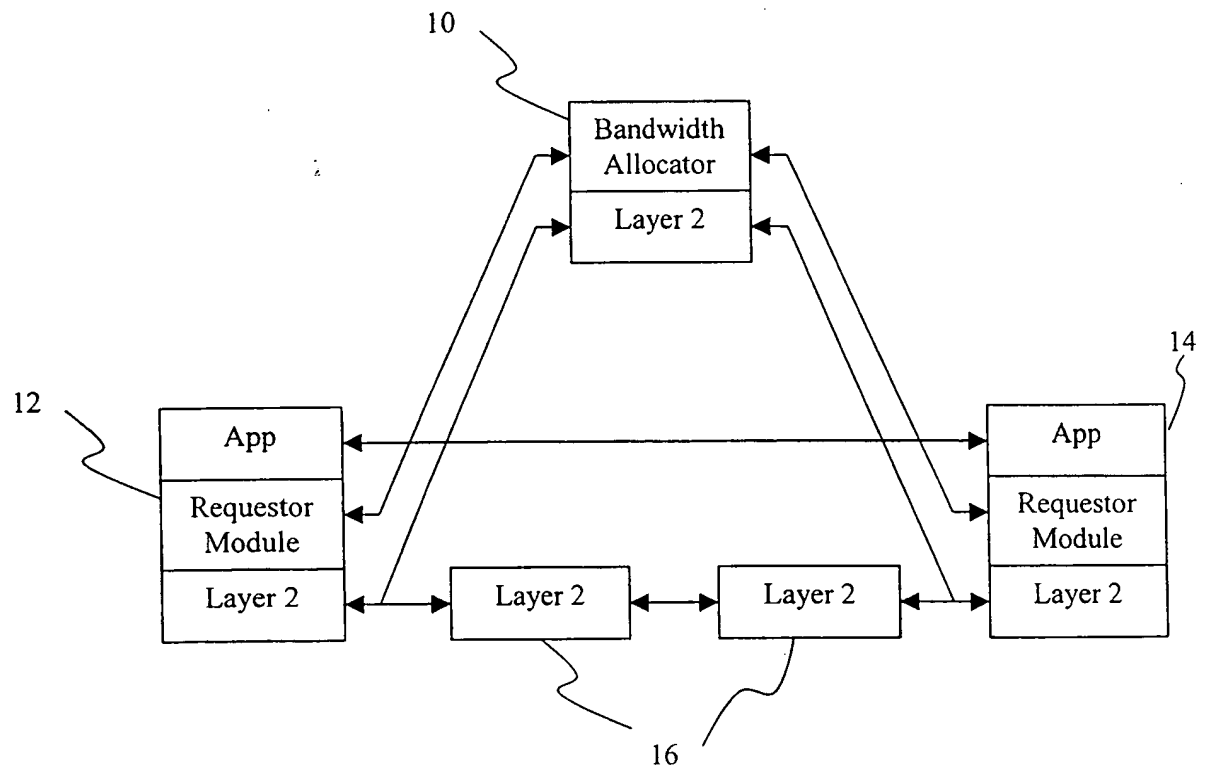 10
Bandwidth
Allocator
Layer 2
12
14
App
Requestor
Module
Layer 2
Layer 2
Layer 2
App
Requestor
Module
Layer 2
16